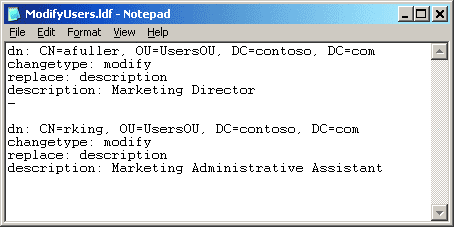 ModifyUsers.ldf - Notepad
File Edit Format View Help
dn: CN=afuller, OU=UsersOU, DC=contoso, DC=com
changetype: modify
replace: description
description: Marketing Director
-
dn: CN=rking, OU=UsersOU, DC=contoso, DC=com
changetype: modify
replace: description
description: Marketing Administrative Assistant